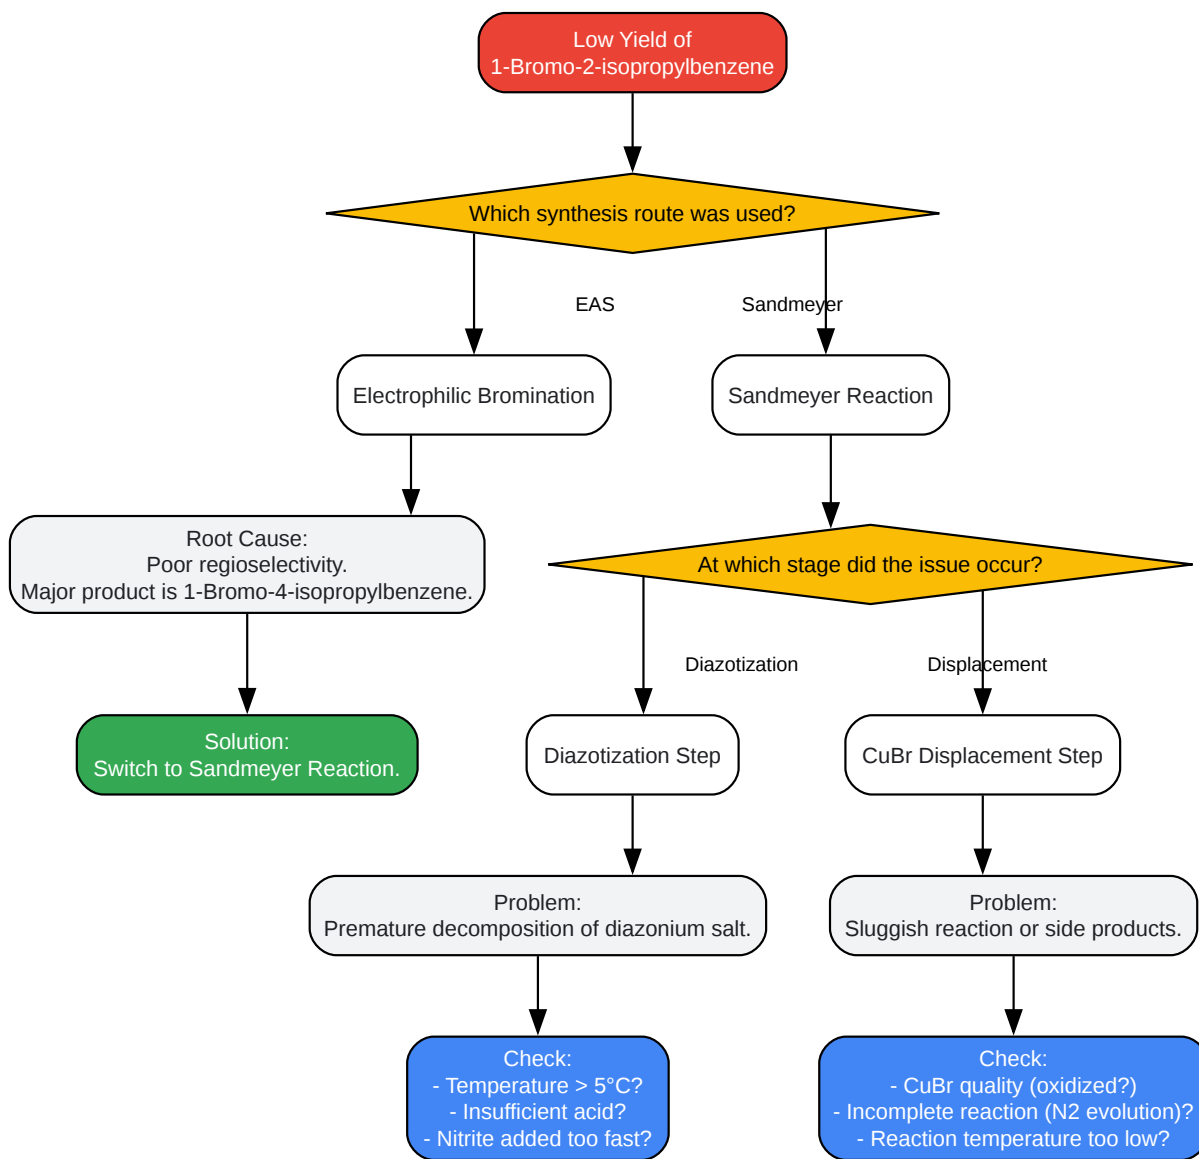 Low Yield of
1-Bromo-2-isopropylbenzene
Which synthesis route was used?
EAS
Sandmeyer
Electrophilic Bromination
Sandmeyer Reaction
Root Cause:
Poor regioselectivity.
Major product is 1-Bromo-4-isopropylbenzene.
At which stage did the issue occur?
Diazotization
Displacement
Solution:
Switch to Sandmeyer Reaction.
Diazotization Step
CuBr Displacement Step
Problem:
Premature decomposition of diazonium salt.
Problem:
Sluggish reaction or side products.
Check:
- Temperature > 5°C?
- Insufficient acid?
- Nitrite added too fast?
Check:
- CuBr quality (oxidized?)
- Incomplete reaction (N2 evolution)?
- Reaction temperature too low?